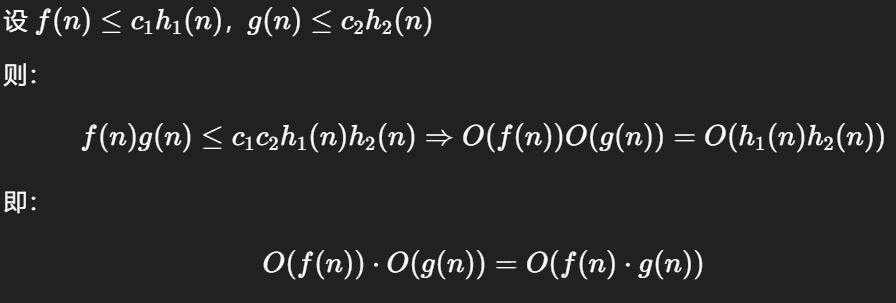 设 f(n) ≤ c₁h₁(n)，g(n) ≤ c₂h₂(n)
则：
f(n)g(n) ≤ c₁c₂h₁(n)h₂(n) ⇒ O(f(n))O(g(n)) = O(h₁(n)h₂(n))
即：
O(f(n)) · O(g(n)) = O(f(n) · g(n))